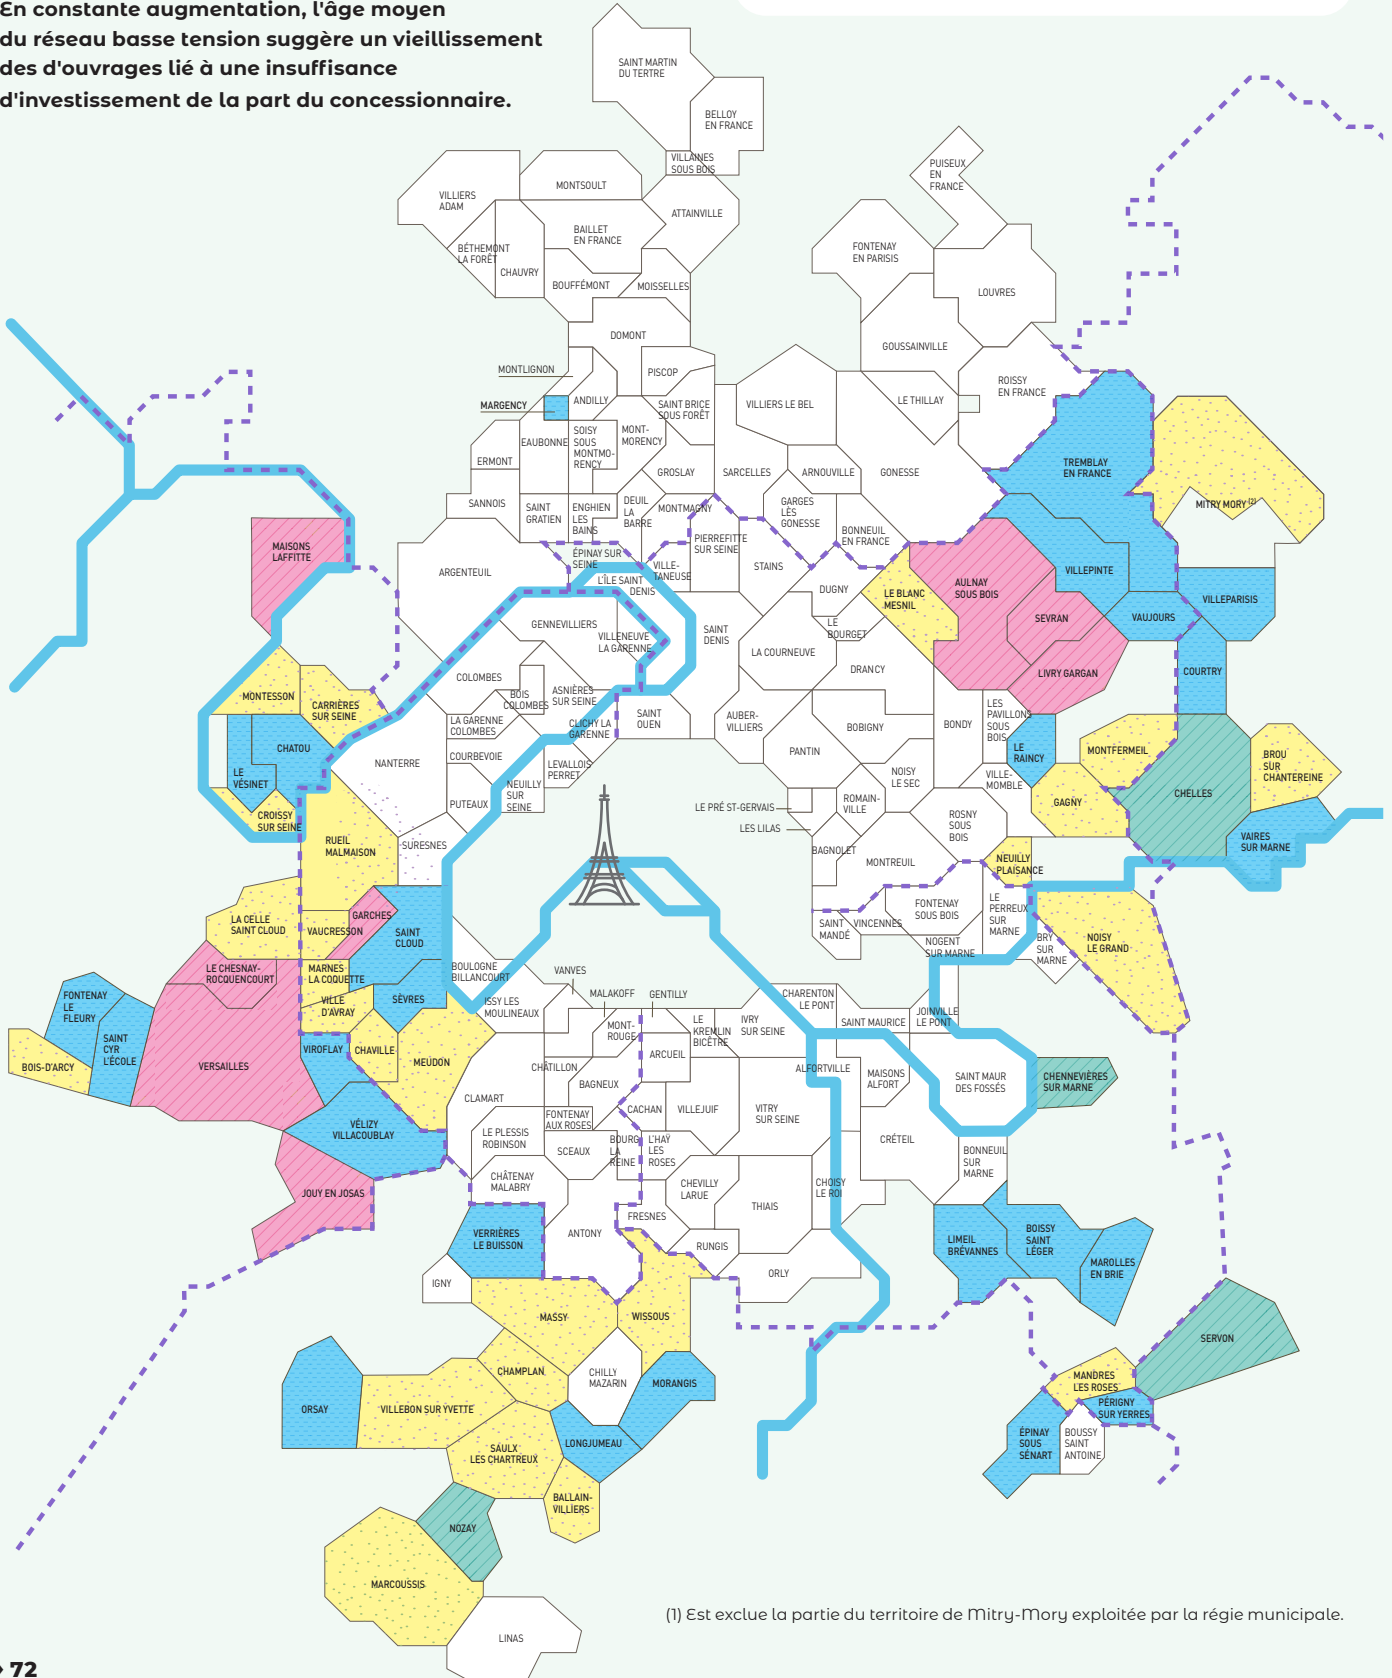 En constante augmentation, l'âge moyen
du réseau basse tension suggère un vieillissement
des d'ouvrages lié à une insuffisance
d'investissement de la part du concessionnaire.
SAINT MARTIN
DU TERTRE
BELLOY
EN FRANCE
VILLAINES
SOUS BOIS
PUISEUX
EN
FRANCE
MONTSOULT
VILLIERS
ADAM
ATTAINVILLE
BAILLET
EN FRANCE
BÉTHEMONT
LA FORÊT
CHAUVRY
FONTENAY
EN PARISIS
BOUFFÉMONT
MOISSELLES
LOUVRES
DOMONT
GOUSSAINVILLE
MONTLIGNON
PISCOP
ROISSY
EN FRANCE
MARGENCY
ANDILLY
SAINT BRICE
SOUS FORÊT
VILLIERS LE BEL
LE THILLAY
EAUBONNE
SOISY
SOUS
MONTMO-
RENCY
MONT-
MORENCY
ERMONT
GROSLAY
SARCELLES
ARNOUVILLE
GONESSE
TREMBLAY
EN FRANCE
SANNOIS
SAINT
GRATIEN
ENGHIEN
LES
BAINS
DEUIL
LA
BARRE
MONTMAGNY
GARGES
LÈS
GONESSE
MITRY MORY (2)
PIERREFITTE
SUR SEINE
BONNEUIL
EN FRANCE
MAISONS
LAFFITTE
ÉPINAY SUR
SEINE
VILLE-
TANEUSE
STAINS
ARGENTEUIL
L'ÎLE SAINT
DENIS
DUGNY
LE BLANC
MESNIL
AULNAY
SOUS BOIS
VILLEPINTE
VILLEPARISIS
GENNEVILLIERS
VILLENEUVE
LA GARENNE
SAINT
DENIS
LE
BOURGET
SEVRAN
VAUJOURS
LA COURNEUVE
DRANCY
LIVRY GARGAN
COURTRY
COLOMBES
MONTESSON
CARRIÈRES
SUR SEINE
BOIS
COLOMBES
ASNIÈRES
SUR SEINE
LA GARENNE
COLOMBES
CLICHY LA
GARENNE
SAINT
OUEN
AUBER-
VILLIERS
BOBIGNY
BONDY
LES
PAVILLONS
SOUS
BOIS
CHATOU
NANTERRE
COURBEVOIE
LEVALLOIS
PERRET
PANTIN
LE
RAINCY
MONTFERMEIL
BROU
SUR
CHANTEREINE
LE
VÉSINET
NEUILLY
SUR
SEINE
NOISY
LE SEC
VILLE-
MOMBLE
GAGNY
CHELLES
PUTEAUX
LE PRÉ ST-GERVAIS
ROMAIN-
VILLE
CROISSY
SUR SEINE
LES LILAS
ROSNY
SOUS
BOIS
VAIRES
SUR MARNE
RUEIL
MALMAISON
SURESNES
BAGNOLET
MONTREUIL
NEUILLY
PLAISANCE
GARCHES
LA CELLE
SAINT CLOUD
VAUCRESSON
SAINT
CLOUD
SAINT
MANDÉ
VINCENNES
FONTENAY
SOUS BOIS
LE
PERREUX
SUR
MARNE
NOGENT
SUR MARNE
BRY
SUR
MARNE
NOISY
LE GRAND
LE CHESNAY-
ROCQUENCOURT
MARNES
LA COQUETTE
BOULOGNE
BILLANCOURT
VANVES
FONTENAY
LE
FLEURY
VILLE
D'AVRAY
SÈVRES
ISSY LES
MOULINEAUX
MALAKOFF
GENTILLY
CHARENTON
LE PONT
SAINT MAURICE
JOINVILLE
LE PONT
SAINT
CYR
L'ÉCOLE
VIROFLAY
CHAVILLE
MEUDON
MONT-
ROUGE
LE
KREMLIN
BICÊTRE
IVRY
SUR SEINE
BOIS-D'ARCY
VERSAILLES
CHÂTILLON
ARCUEIL
ALFORTVILLE
MAISONS
ALFORT
SAINT MAUR
DES FOSSÉS
CHENNEVIÈRES
SUR MARNE
BAGNEUX
CLAMART
CACHAN
VILLEJUIF
VITRY
SUR SEINE
VÉLIZY
VILLACOUBLAY
FONTENAY
AUX ROSES
LE PLESSIS
ROBINSON
SCEAUX
BOURG
LA
REINE
L'HAŸ
LES
ROSES
CRÉTEIL
BONNEUIL
SUR
MARNE
JOUY EN JOSAS
CHÂTENAY
MALABRY
CHEVILLY
LARUE
CHOISY
LE ROI
THIAIS
FRESNES
VERRIÈRES
LE BUISSON
ANTONY
RUNGIS
LIMEIL
BRÉVANNES
BOISSY
SAINT
LÉGER
MAROLLES
EN BRIE
IGNY
ORLY
MASSY
WISSOUS
SERVON
CHAMPLAN
CHILLY
MAZARIN
MORANGIS
MANDRES
LES ROSES
ORSAY
VILLEBON SUR YVETTE
PÉRIGNY
SUR YERRES
SAULX
LES CHARTREUX
LONGJUMEAU
ÉPINAY
SOUS
SÉNART
BOUSSY
SAINT
ANTOINE
BALLAIN-
VILLIERS
NOZAY
MARCOUSSIS
LINAS
(1) Est exclue la partie du territoire de Mitry-Mory exploitée par la régie municipale.
72